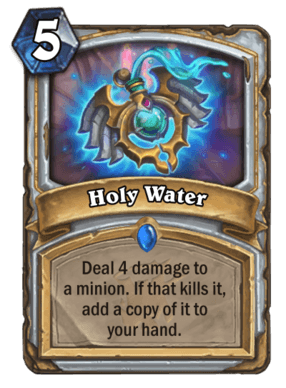 5
Holy Water
Deal 4 damage to
a minion. If that kills it,
add a copy of it to
your hand.